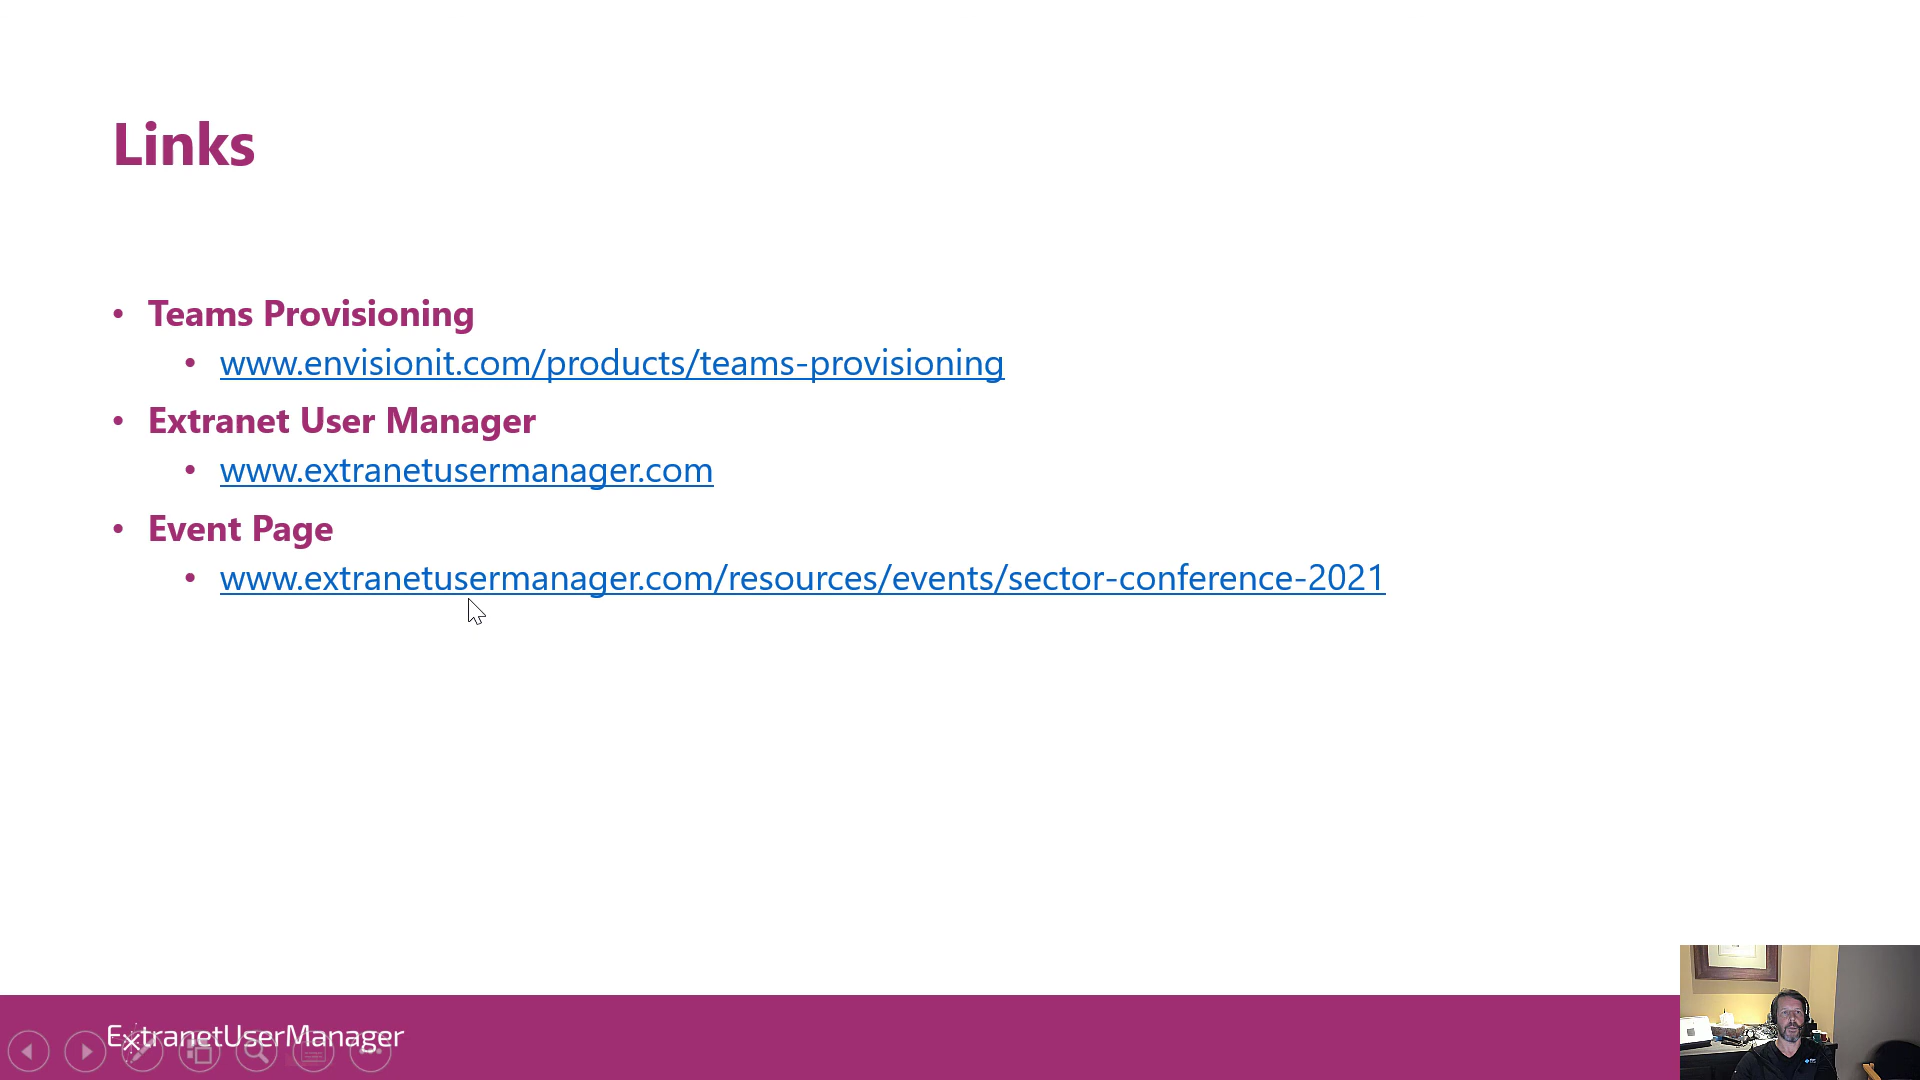 Links
• Teams Provisioning
• www.envisionit.com/products/teams-provisioning
• Extranet User Manager
• www.extranetusermanager.com
• Event Page
• www.extranetusermanager.com/resources/events/sector-conference-2021
ExtranetUserManager